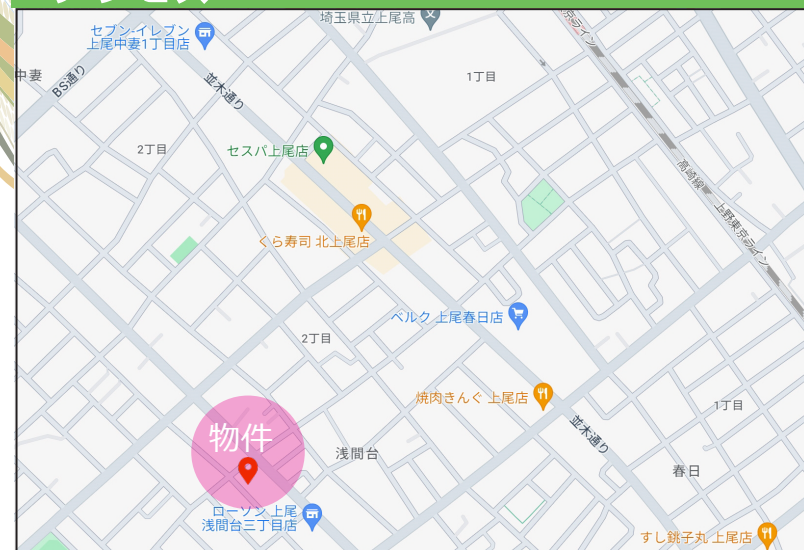 埼玉県立上尾高
セブン-イレブン
上尾中妻1丁目店
中妻
BS通り
並木通り
1丁目
2丁目
セスパ上尾店
高崎線
上野東京ライン
くら寿司 北上尾店
ベルク 上尾春日店
2丁目
焼肉きんぐ 上尾店
1丁目
並木通り
物件
浅間台
春日
ローソン 上尾
浅間台三丁目店
すし銚子丸 上尾店